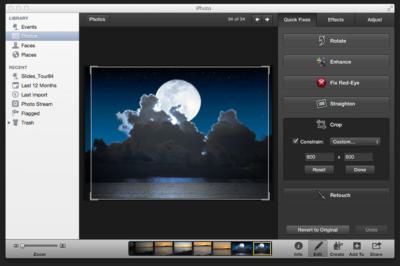 iPhoto
LIBRARY
Events
Photos
Faces
Places
RECENT
Slides_Tour84
Last 12 Months
Last Import
Photo Stream
Flagged
Trash
Photos
34 of 34
Quick Fixes
Effects
Adjust
Rotate
Enhance
Fix Red-Eye
Straighten
Crop
Constrain:
Custom...
800 x 600
Reset
Done
Retouch
Revert to Original
Undo
Zoom
Info
Edit
Create
Add To
Share